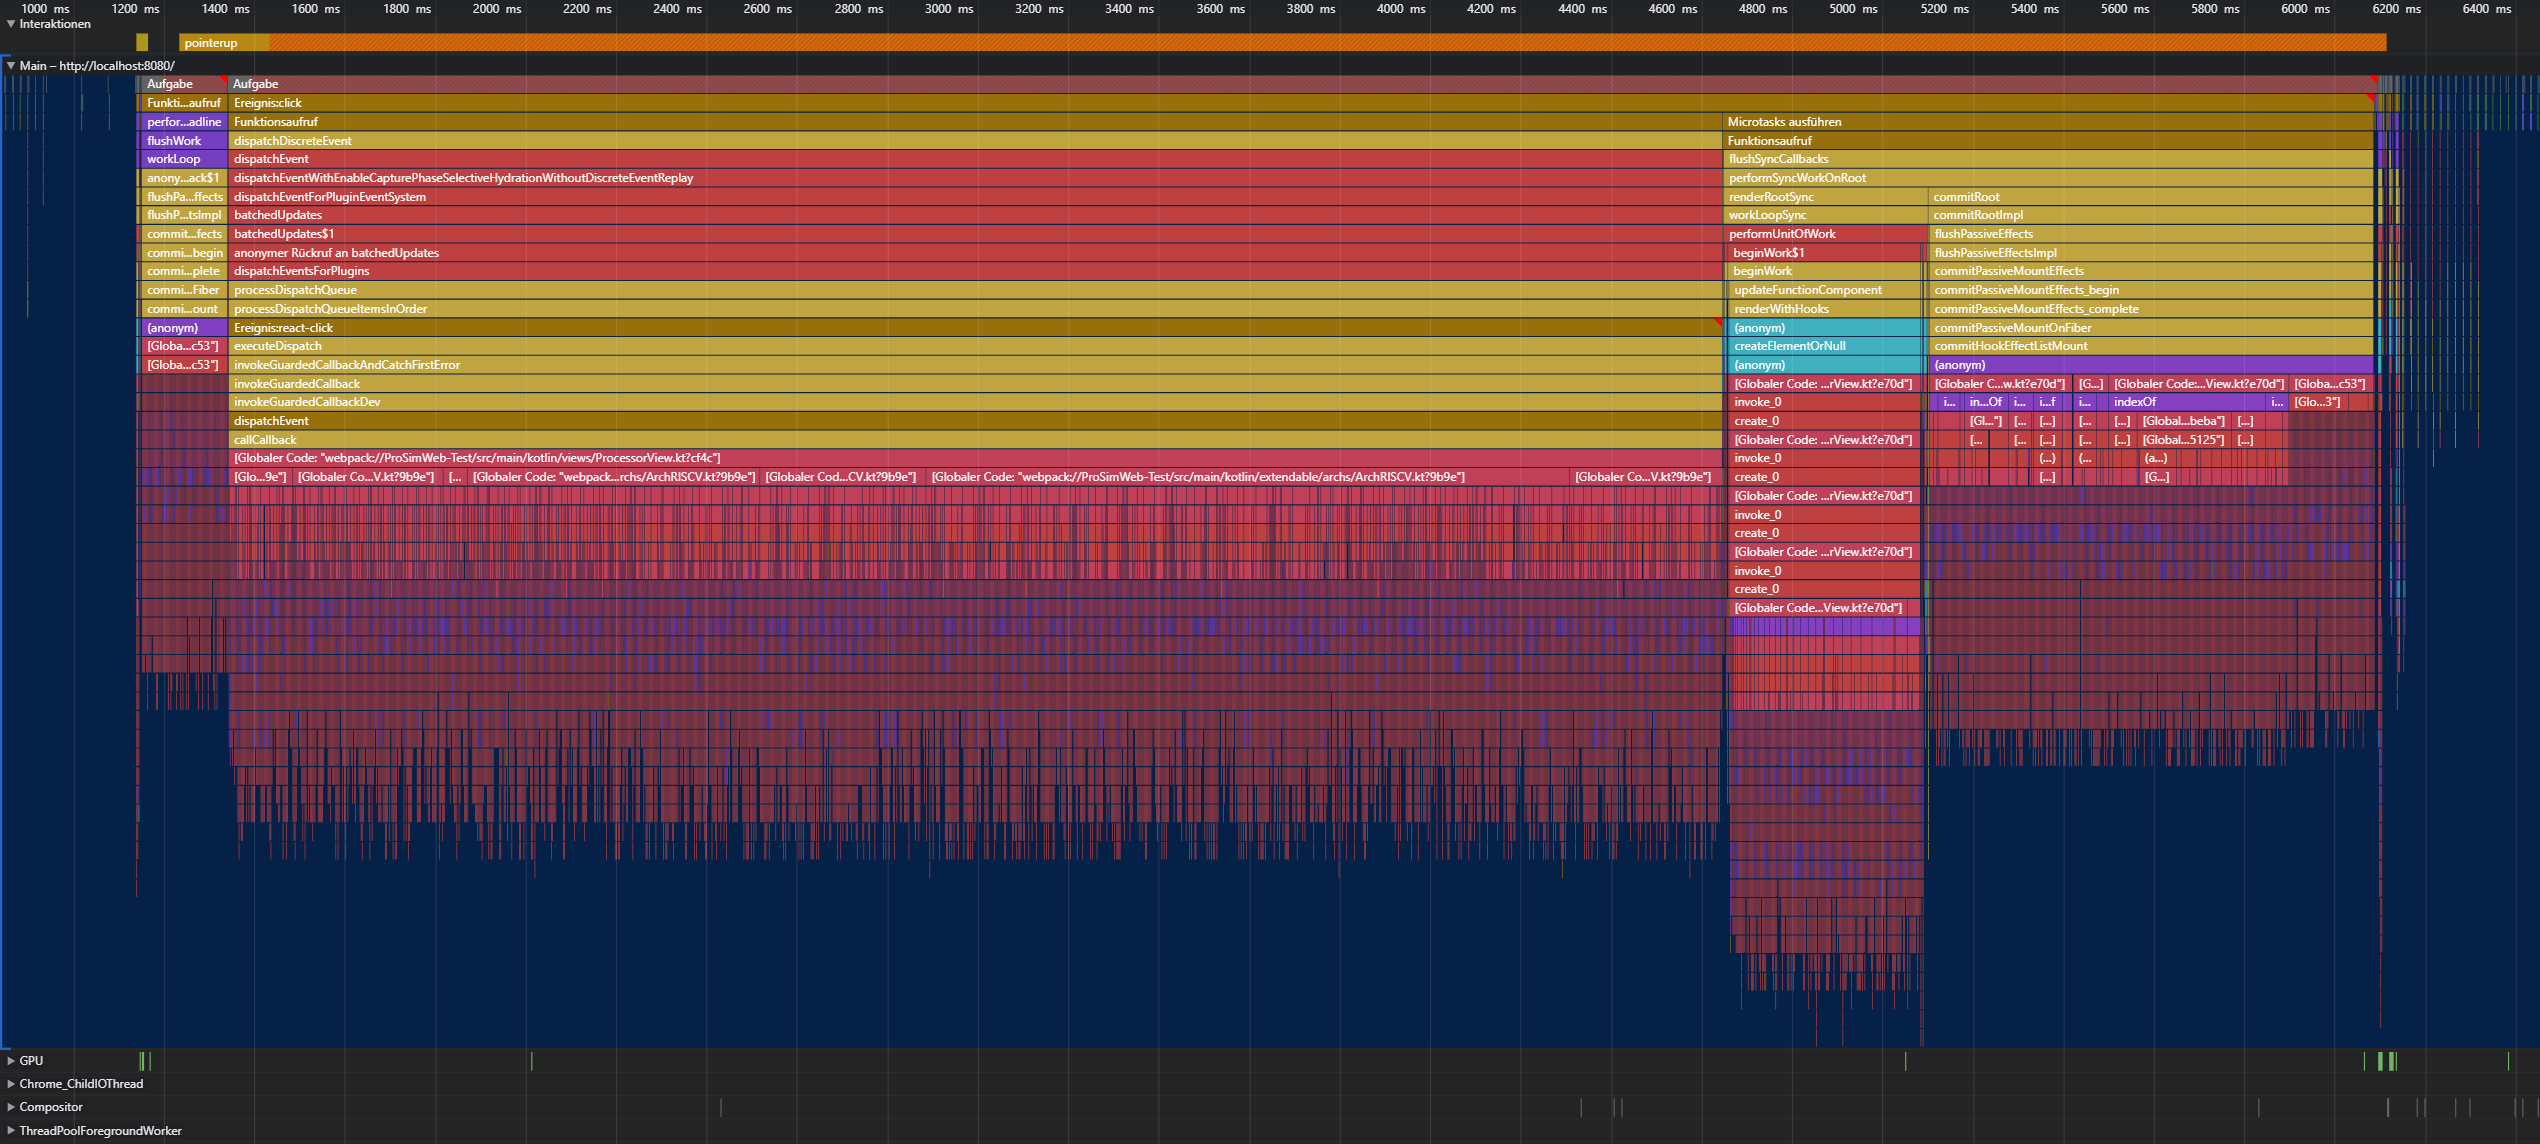 1000 ms 1200 ms 1400 ms 1600 ms 1800 ms 2000 ms 2200 ms 2400 ms 2600 ms 2800 ms 3000 ms 3200 ms 3400 ms 3600 ms 3800 ms 4000 ms 4200 ms 4400 ms 4600 ms 4800 ms 5000 ms 5200 ms 5400 ms 5600 ms 5800 ms 6000 ms 6200 ms 6400 ms
Interaktionen
pointerup
Main – http://localhost:8080/
Aufgabe Aufgabe
Funkti...aufruf Ereignis:click
perfor...adline Funktionsaufruf Microtasks ausführen
flushWork dispatchDiscreteEvent Funktionsaufruf
workLoop dispatchEvent flushSyncCallbacks
anony...ack$1 dispatchEventWithEnableCapturePhaseSelectiveHydrationWithoutDiscreteEventReplay performSyncWorkOnRoot
flushPa...ffects dispatchEventForPluginEventSystem renderRootSync commitRoot
flushP...tsImpl batchedUpdates workLoopSync commitRootImpl
commit...fects batchedUpdates$1 performUnitOfWork flushPassiveEffects
commi...begin anonymer Rückruf an batchedUpdates beginWork$1 flushPassiveEffectsImpl
commi...plete dispatchEventsForPlugins beginWork commitPassiveMountEffects
commi...Fiber processDispatchQueue updateFunctionComponent commitPassiveMountEffects_begin
commi...ount processDispatchQueueItemsInOrder renderWithHooks commitPassiveMountEffects_complete
(anonym) Ereignis:react-click (anonym) commitPassiveMountOnFiber
[Globa...c53"] executeDispatch createElementOrNull commitHookEffectListMount
[Globa...c53"] invokeGuardedCallbackAndCatchFirstError (anonym) (anonym)
invokeGuardedCallback [Globaler Code: ...rView.kt?e70d"] [Globaler C...w.kt?e70d"] [G...] [Globaler Code:...View.kt?e70d"] [Globa...c53"]
invokeGuardedCallbackDev invoke_0 i... in...Of i... i...f i... indexOf i... [Glo...3"]
dispatchEvent create_0 [Gl..."] [... [...] [... [...] [Global...beba"] [...]
callCallback [Globaler Code: ...rView.kt?e70d"] [... [... [...] [... [...] [Global...5125"] [...]
[Globaler Code: "webpack://ProSimWeb-Test/src/main/kotlin/views/ProcessorView.kt?cf4c"] invoke_0 (...) (... (a...)
[Glo...9e"] [Globaler Co...V.kt?9b9e"] [... [Globaler Code: "webpack...rchs/ArchRISCV.kt?9b9e"] [Globaler Cod...CV.kt?9b9e"] [Globaler Code: "webpack://ProSimWeb-Test/src/main/kotlin/extendable/archs/ArchRISCV.kt?9b9e"] [Globaler Co...V.kt?9b9e"] create_0 [...] [G...]
[Globaler Code: ...rView.kt?e70d"]
invoke_0
create_0
[Globaler Code: ...rView.kt?e70d"]
invoke_0
create_0
[Globaler Code...View.kt?e70d"]
GPU
Chrome_ChildIOThread
Compositor
ThreadPoolForegroundWorker